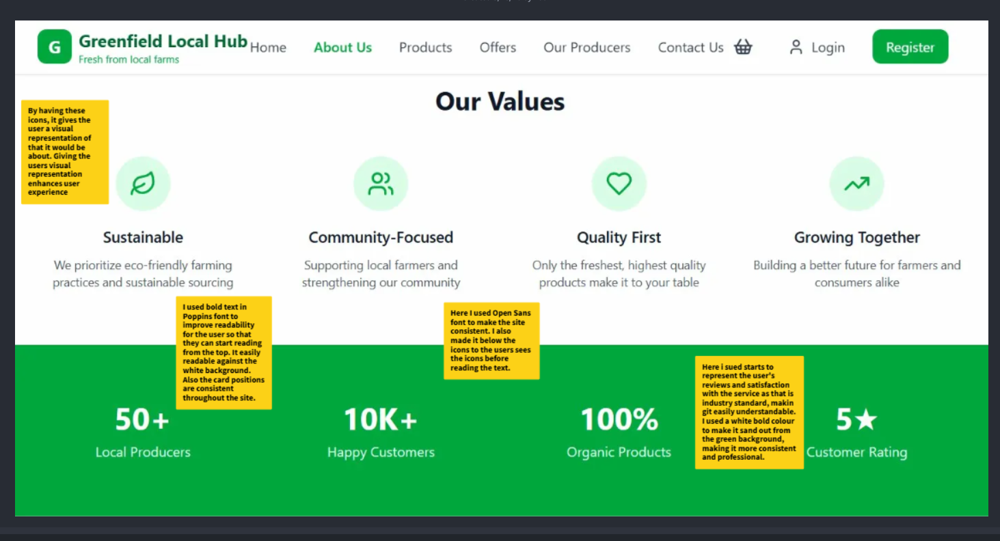 G
Greenfield Local Hub
Fresh from local farms
Home
About Us
Products
Offers
Our Producers
Contact Us
Login
Register
Our Values
By having these
icons, it gives the
user a visual
representation of
that it would be
about. Giving the
users visual
representation
enhances user
experience
Sustainable
We prioritize eco-friendly farming
practices and sustainable sourcing
Community-Focused
Supporting local farmers and
strengthening our community
Quality First
Only the freshest, highest quality
products make it to your table
Growing Together
Building a better future for farmers and
consumers alike
I used bold text in
Poppins font to
improve readability
for the user so that
they can start reading
from the top. It easily
readable against the
white background.
Also the card positions
are consistent
throughout the site.
Here I used Open Sans
font to make the site
consistent. I also
made it below the
icons to the users sees
the icons before
reading the text.
Here i sued starts to
represent the user's
reviews and satisfaction
with the service as that is
industry standard, makin
git easily understandable.
I used a white bold colour
to make it sand out from
the green background,
making it more consistent
and professional.
50+
Local Producers
10K+
Happy Customers
100%
Organic Products
5★
Customer Rating